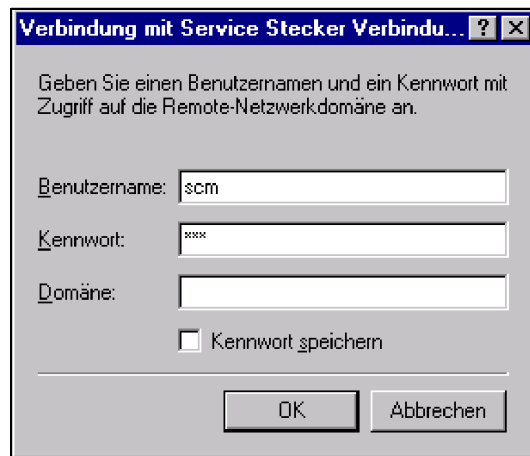 Verbindung mit Service Stecker Verbindu...
Geben Sie einen Benutzernamen und ein Kennwort mit
Zugriff auf die Remote-Netzwerkdomäne an.
Benutzername: scm
Kennwort: ***
Domäne:
Kennwort speichern
OK Abbrechen